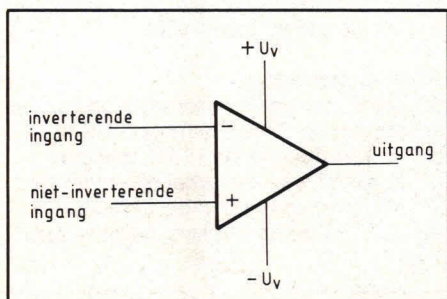 + Uv
inverterende
ingang
-
uitgang
niet-inverterende
ingang
+
- Uv